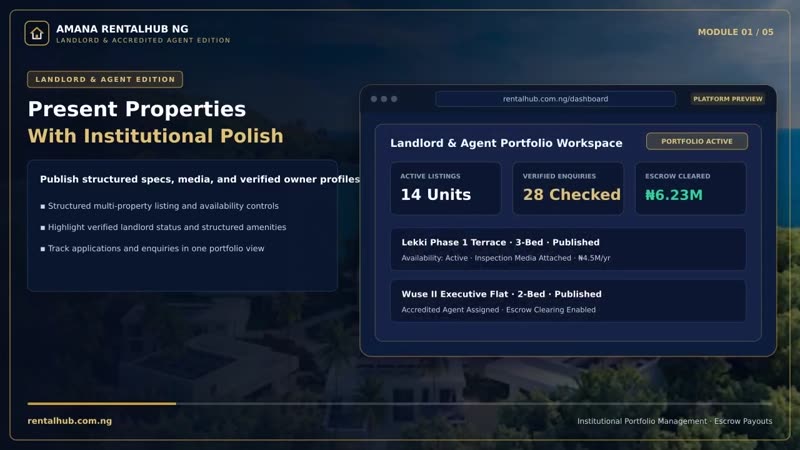 AMANA RENTALHUB NG
LANDLORD & ACCREDITED AGENT EDITION
MODULE 01 / 05
LANDLORD & AGENT EDITION
Present Properties
With Institutional Polish
Publish structured specs, media, and verified owner profiles
▪ Structured multi-property listing and availability controls
▪ Highlight verified landlord status and structured amenities
▪ Track applications and enquiries in one portfolio view
rentalhub.com.ng/dashboard
PLATFORM PREVIEW
Landlord & Agent Portfolio Workspace
PORTFOLIO ACTIVE
ACTIVE LISTINGS
14 Units
VERIFIED ENQUIRIES
28 Checked
ESCROW CLEARED
₦6.23M
Lekki Phase 1 Terrace · 3-Bed · Published
Availability: Active · Inspection Media Attached · ₦4.5M/yr
Wuse II Executive Flat · 2-Bed · Published
Accredited Agent Assigned · Escrow Clearing Enabled
rentalhub.com.ng
Institutional Portfolio Management · Escrow Payouts